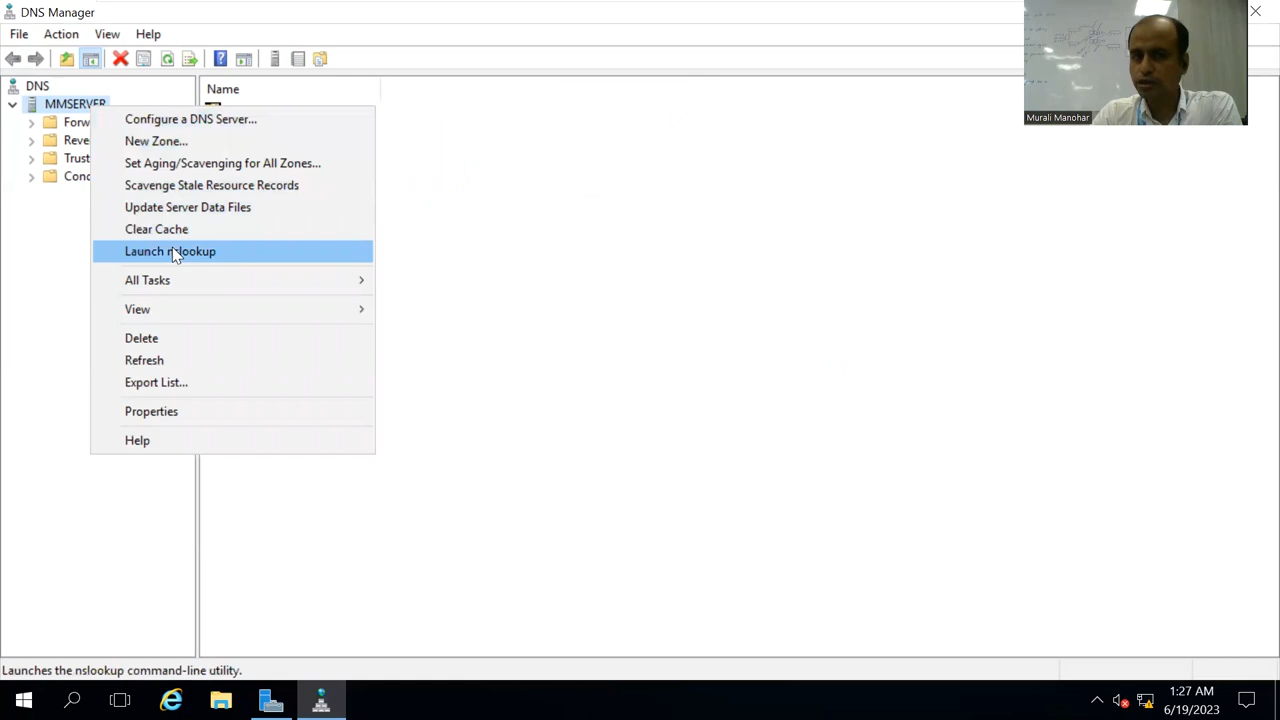 DNS Manager
File Action View Help
DNS
Name
MMSERVER
Forw
Reve
Trust
Conc
Configure a DNS Server...
New Zone...
Set Aging/Scavenging for All Zones...
Scavenge Stale Resource Records
Update Server Data Files
Clear Cache
Launch nslookup
All Tasks
View
Delete
Refresh
Export List...
Properties
Help
Murali Manohar
Launches the nslookup command-line utility.
1:27 AM
6/19/2023